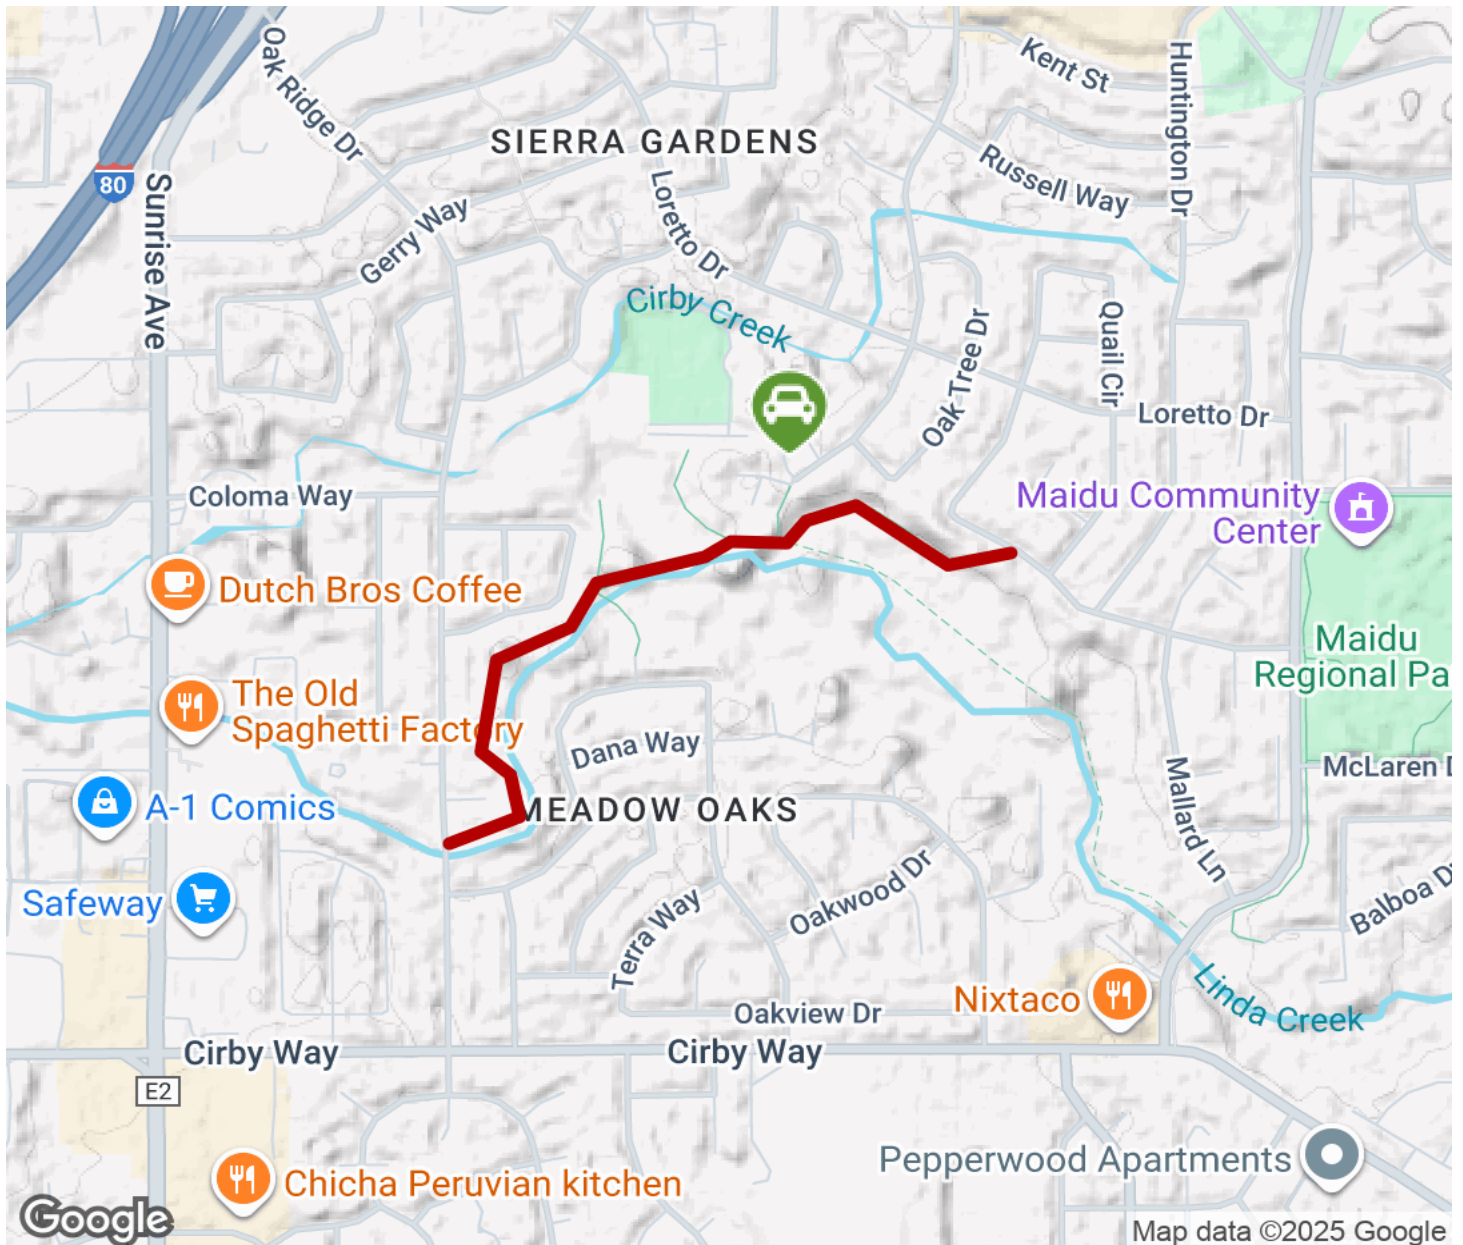 Kent St
Huntington Dr
Oak Ridge Dr
SIERRA GARDENS
80
Russell Way
Sunrise Ave
Loretto Dr
Gerry Way
Cirby Creek
Quail Cir
Oak Tree Dr
Loretto Dr
Coloma Way
Maidu Community
Center
Dutch Bros Coffee
Maidu
Regional Pa
The Old
Spaghetti Factory
Dana Way
McLaren D
A-1 Comics
MEADOW OAKS
Mallard Ln
Safeway
Oakwood Dr
Balboa Dr
Terra Way
Nixtaco
Linda Creek
Oakview Dr
Cirby Way
Cirby Way
E2
Pepperwood Apartments
Chicha Peruvian kitchen
Google
Map data ©2025 Google